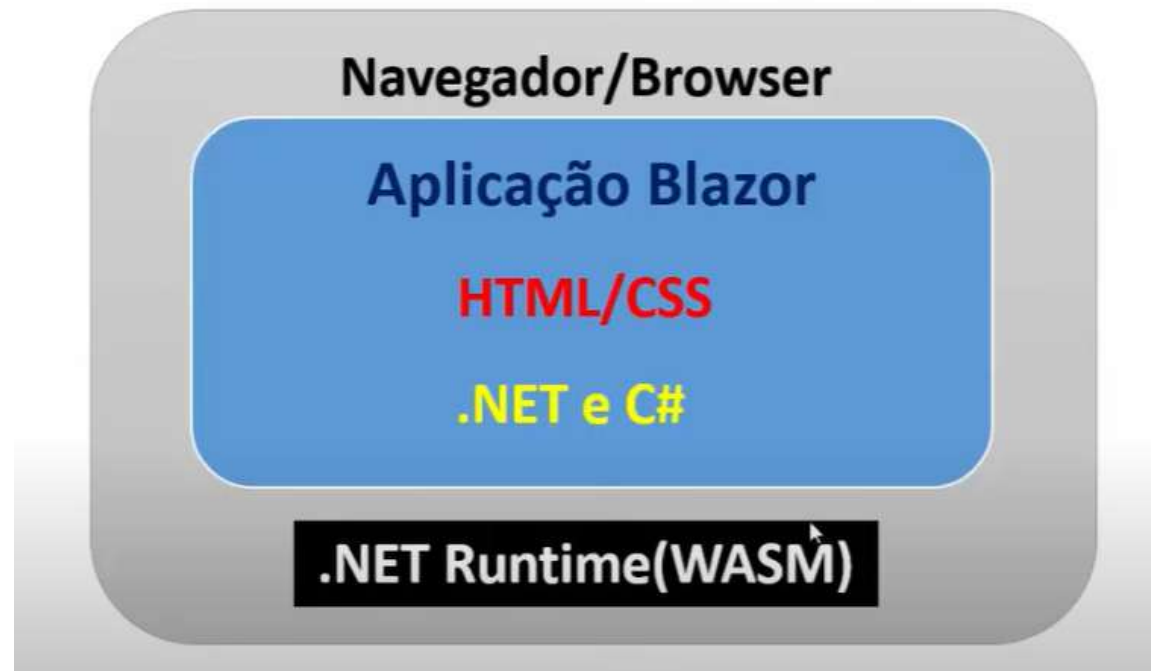 Navegador/Browser
Aplicação Blazor
HTML/CSS
.NET e C#
.NET Runtime(WASM)